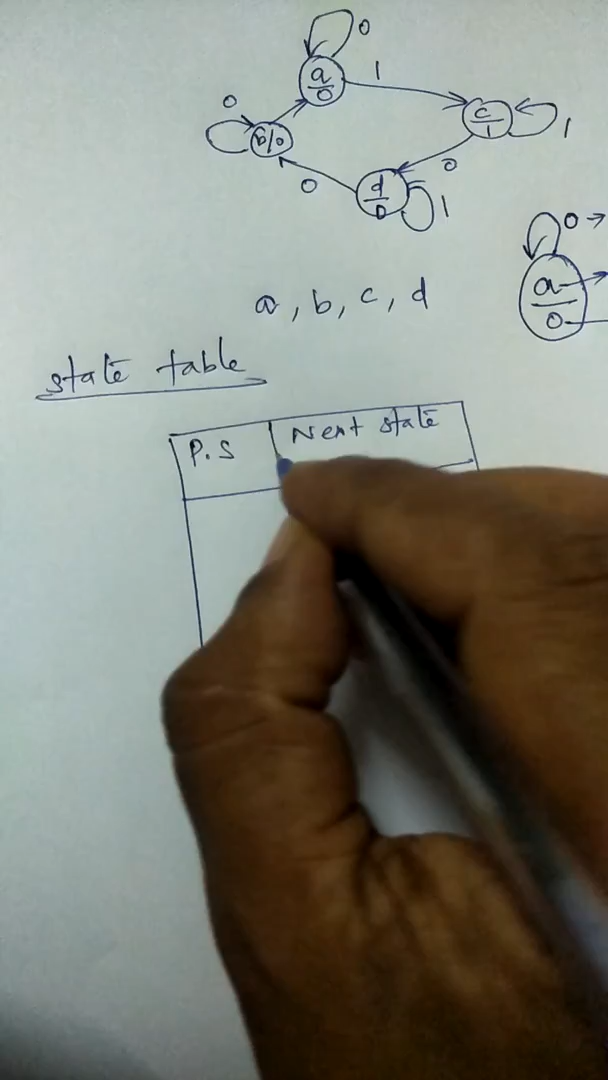 0
a
0
1
0
b/0
c
1
1
0
0
d
0
1
0 →
a
0
a, b, c, d
state table
P.S
Next state